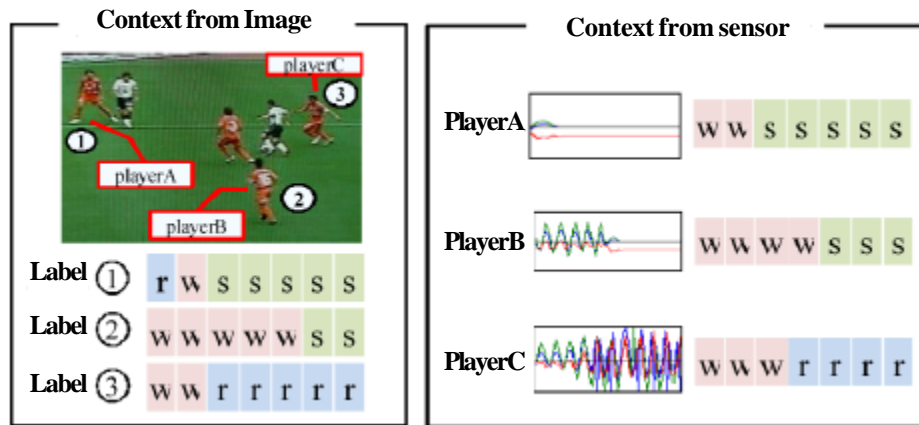 Context from Image
playerC
3
1
playerA
2
playerB
Label 1 r w s s s s s
Label 2 w w w w w s s
Label 3 w w r r r r r
Context from sensor
PlayerA w w s s s s s
PlayerB w w w w s s s
PlayerC w w w r r r r